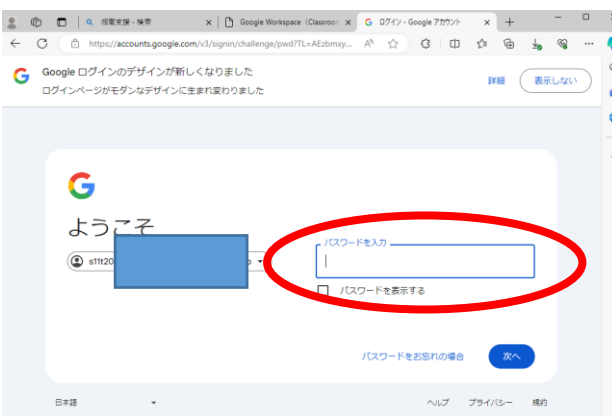 湘南支援 - 検索
Google Workspace (Classroom
ログイン - Google アカウント
https://accounts.google.com/v3/signin/challenge/pwd?TL=AEzbmxy...
Google ログインのデザインが新しくなりました
ログインページがモダンなデザインに生まれ変わりました
詳細
表示しない
ようこそ
s11t20
パスワードを入力
パスワードを表示する
パスワードをお忘れの場合
次へ
日本語
ヘルプ
プライバシー
規約